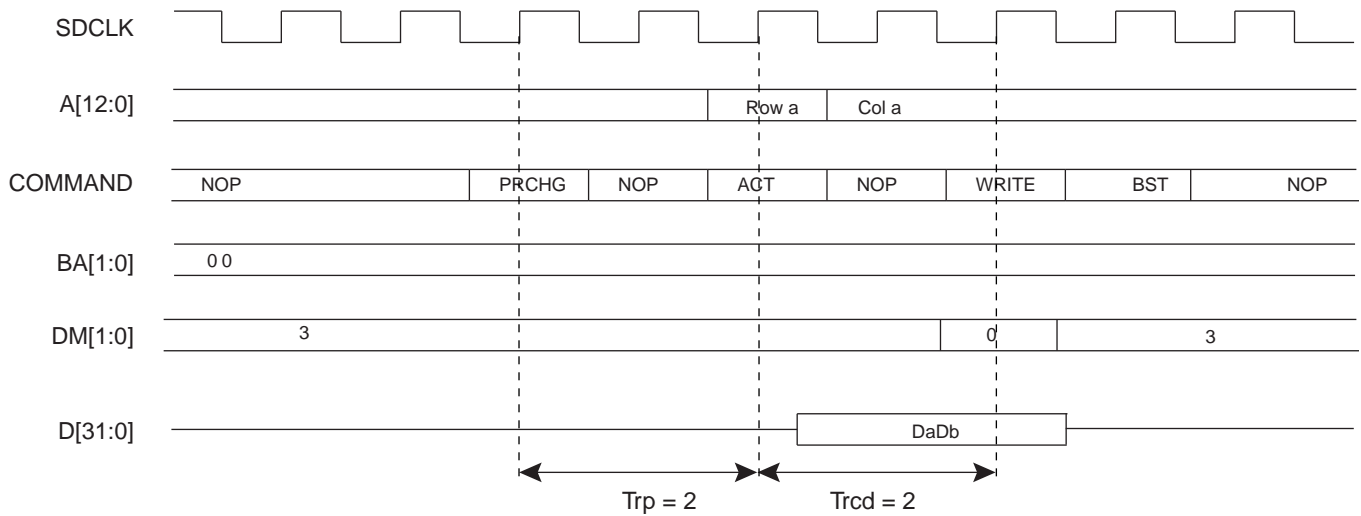 SDCLK
A[12:0] Row a Col a
COMMAND NOP PRCHG NOP ACT NOP WRITE BST NOP
BA[1:0] 0 0
DM[1:0] 3 0 3
D[31:0] DaDb
Trp = 2 Trcd = 2